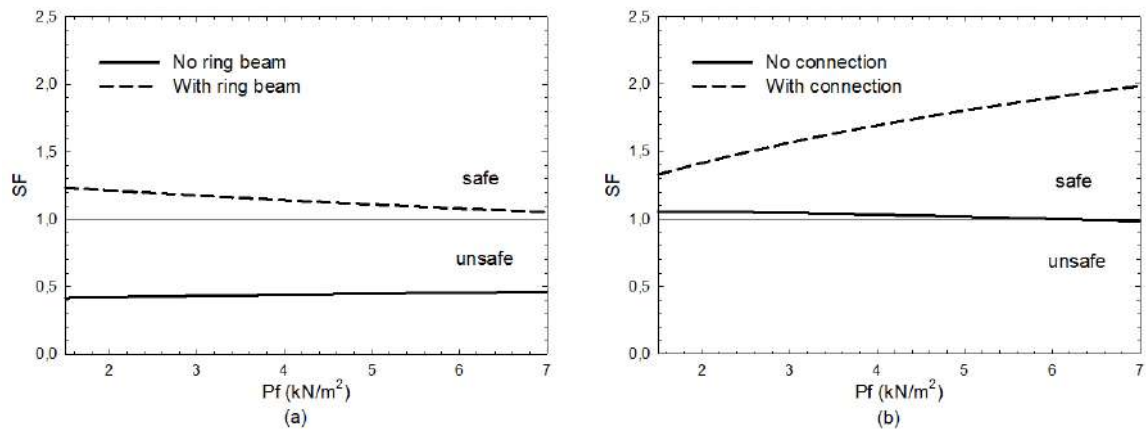 2,5
2,0
1,5
1,0
0,5
0,0
SF
No ring beam
With ring beam
safe
unsafe
2 3 4 5 6 7
Pf (kN/m²)
(a)
2,5
2,0
1,5
1,0
0,5
0,0
SF
No connection
With connection
safe
unsafe
2 3 4 5 6 7
Pf (kN/m²)
(b)